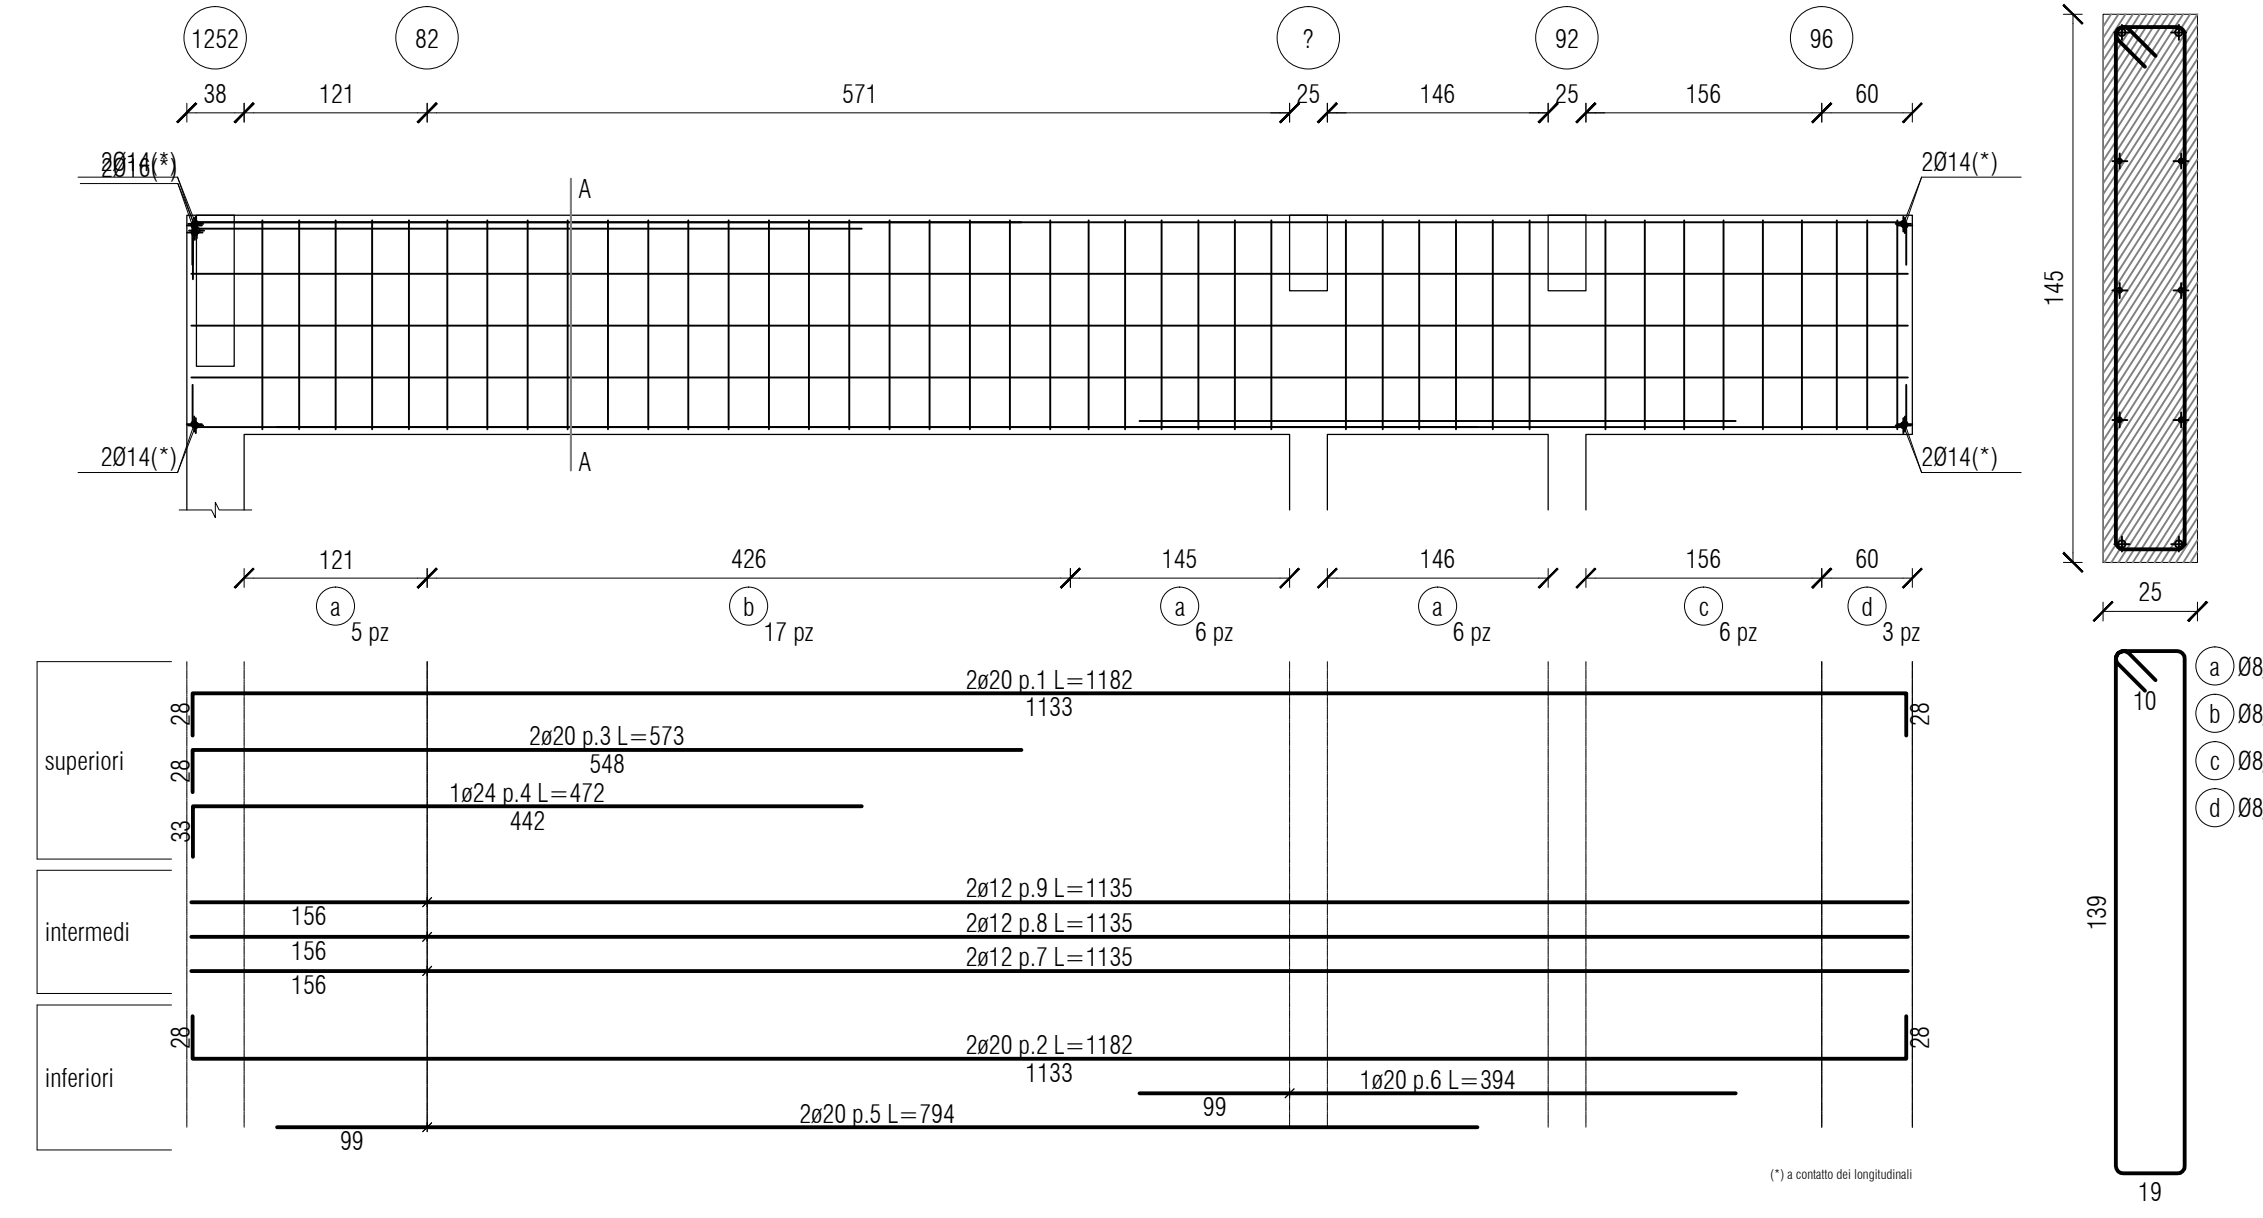 1252 82 ? 92 96
38 121 571 25 146 25 156 60
2Ø14(*)
2Ø16(*)
A
2Ø14(*)
145
2Ø14(*)
A
2Ø14(*)
121 426 145 146 156 60
a b a a c d
5 pz 17 pz 6 pz 6 pz 6 pz 3 pz
25
superiori
2ø20 p.1 L=1182
28 1133 28
2ø20 p.3 L=573
28 548
1ø24 p.4 L=472
33 442
intermedi
2ø12 p.9 L=1135
156
2ø12 p.8 L=1135
156
2ø12 p.7 L=1135
156
inferiori
28 28
2ø20 p.2 L=1182
1133
1ø20 p.6 L=394
99
2ø20 p.5 L=794
99
(*) a contatto dei longitudinali
10
a Ø8
b Ø8
c Ø8
d Ø8
139
19